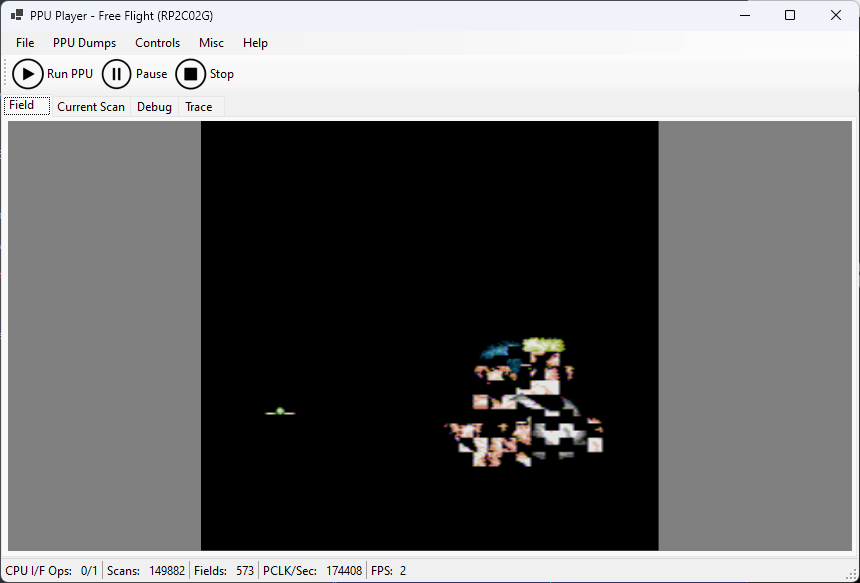 PPU Player - Free Flight (RP2C02G)
File PPU Dumps Controls Misc Help
Run PPU Pause Stop
Field Current Scan Debug Trace
CPU I/F Ops: 0/1 Scans: 149882 Fields: 573 PCLK/Sec: 174408 FPS: 2